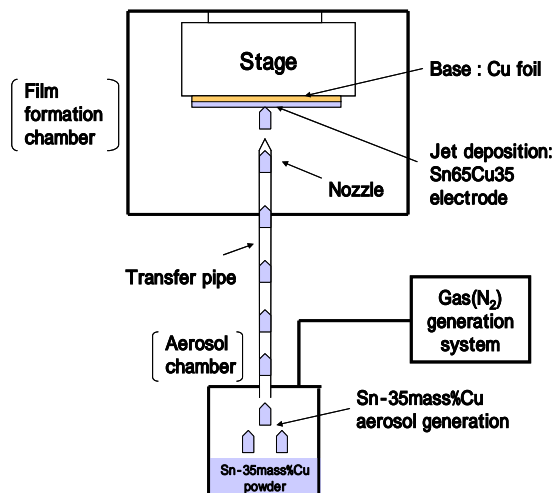 Stage
Base : Cu foil
Film
formation
chamber
Jet deposition:
Sn65Cu35
electrode
Nozzle
Transfer pipe
Gas(N2)
generation
system
Aerosol
chamber
Sn-35mass%Cu
aerosol generation
Sn-35mass%Cu
powder